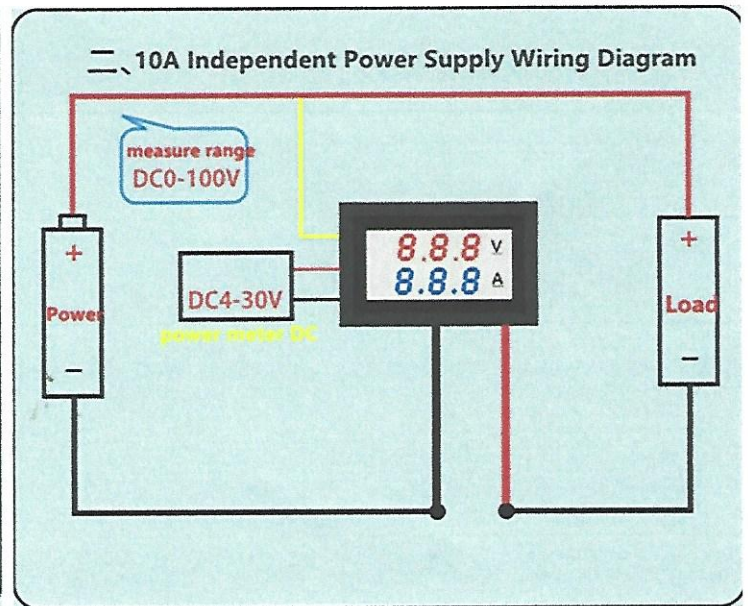 二、10A Independent Power Supply Wiring Diagram
measure range
DC0-100V
+
Power
−
DC4-30V
power meter DC
8.8.8 V
8.8.8 A
+
Load
−